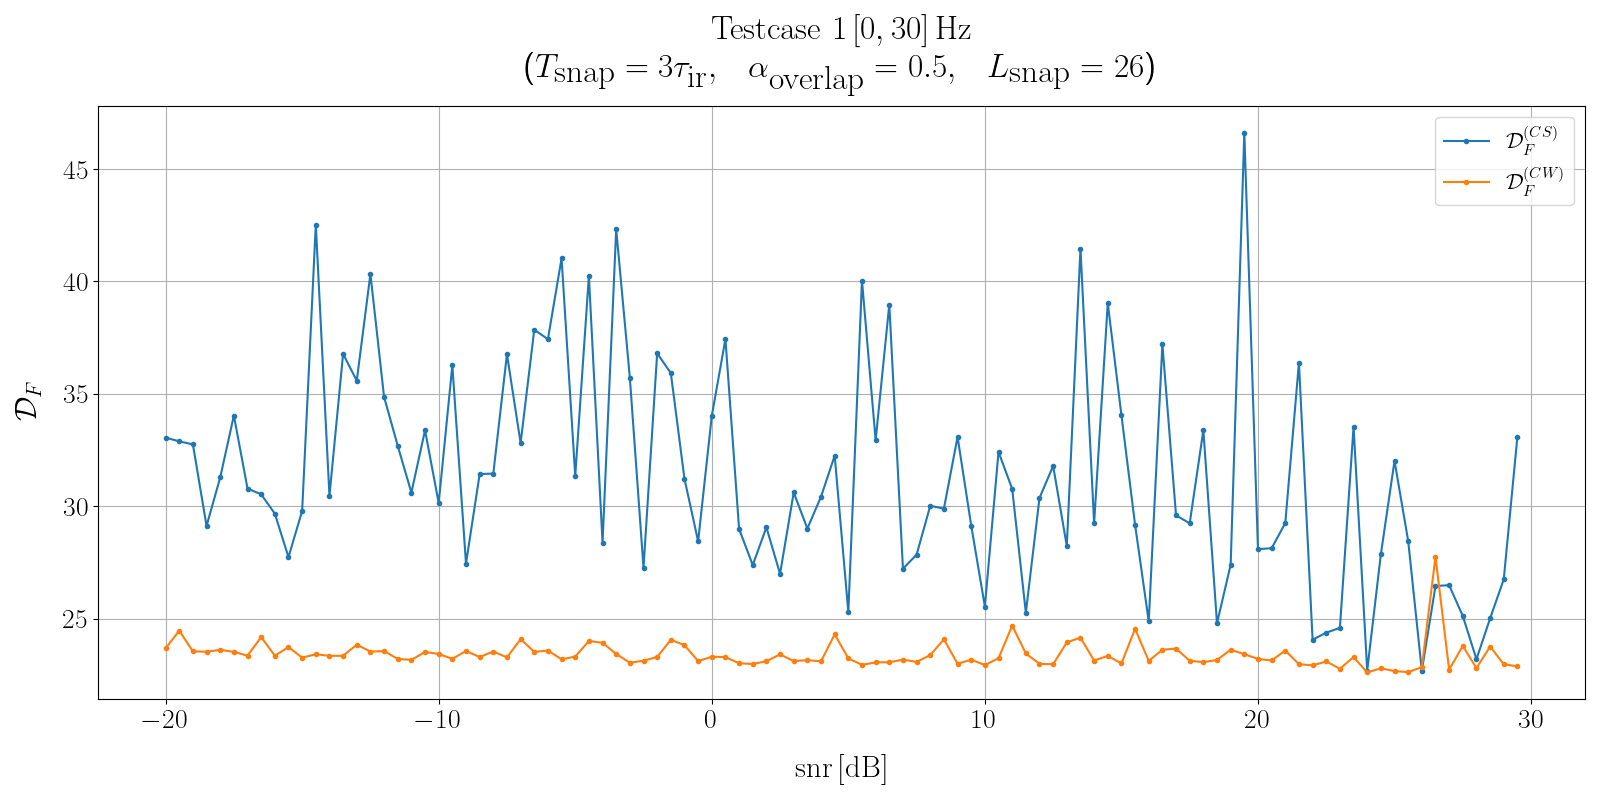 Testcase 1 [0, 30] Hz
(T_snap = 3τ_ir, α_overlap = 0.5, L_snap = 26)
D_F^(CS)
D_F^(CW)
45
40
35
30
25
D_F
−20
−10
0
10
20
30
snr [dB]